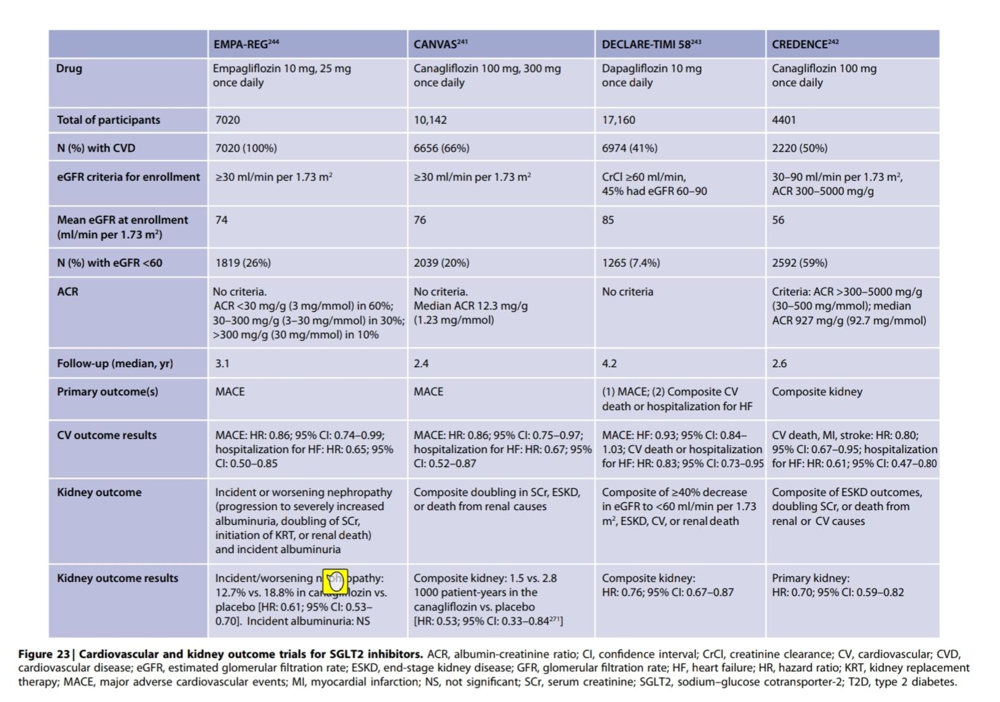 EMPA-REG244
CANVAS241
DECLARE-TIMI 58243
CREDENCE242
Drug
Empagliflozin 10 mg, 25 mg
once daily
Canagliflozin 100 mg, 300 mg
once daily
Dapagliflozin 10 mg
once daily
Canagliflozin 100 mg
once daily
Total of participants
7020
10,142
17,160
4401
N (%) with CVD
7020 (100%)
6656 (66%)
6974 (41%)
2220 (50%)
eGFR criteria for enrollment
≥30 ml/min per 1.73 m2
≥30 ml/min per 1.73 m2
CrCl ≥60 ml/min,
45% had eGFR 60–90
30–90 ml/min per 1.73 m2,
ACR 300–5000 mg/g
Mean eGFR at enrollment
(ml/min per 1.73 m2)
74
76
85
56
N (%) with eGFR <60
1819 (26%)
2039 (20%)
1265 (7.4%)
2592 (59%)
ACR
No criteria.
ACR <30 mg/g (3 mg/mmol) in 60%;
30–300 mg/g (3–30 mg/mmol) in 30%;
>300 mg/g (30 mg/mmol) in 10%
No criteria.
Median ACR 12.3 mg/g
(1.23 mg/mmol)
No criteria
Criteria: ACR >300–5000 mg/g
(30–500 mg/mmol); median
ACR 927 mg/g (92.7 mg/mmol)
Follow-up (median, yr)
3.1
2.4
4.2
2.6
Primary outcome(s)
MACE
MACE
(1) MACE; (2) Composite CV
death or hospitalization for HF
Composite kidney
CV outcome results
MACE: HR: 0.86; 95% CI: 0.74–0.99;
hospitalization for HF: HR: 0.65; 95%
CI: 0.50–0.85
MACE: HR: 0.86; 95% CI: 0.75–0.97;
hospitalization for HF: HR: 0.67; 95%
CI: 0.52–0.87
MACE: HF: 0.93; 95% CI: 0.84–
1.03; CV death or hospitalization
for HF: HR: 0.83; 95% CI: 0.73–0.95
CV death, MI, stroke: HR: 0.80;
95% CI: 0.67–0.95; hospitalization
for HF: HR: 0.61; 95% CI: 0.47–0.80
Kidney outcome
Incident or worsening nephropathy
(progression to severely increased
albuminuria, doubling of SCr,
initiation of KRT, or renal death)
and incident albuminuria
Composite doubling in SCr, ESKD,
or death from renal causes
Composite of ≥40% decrease
in eGFR to <60 ml/min per 1.73
m2, ESKD, CV, or renal death
Composite of ESKD outcomes,
doubling SCr, or death from
renal or CV causes
Kidney outcome results
Incident/worsening nephropathy:
12.7% vs. 18.8% in canagliflozin vs.
placebo [HR: 0.61; 95% CI: 0.53–
0.70]. Incident albuminuria: NS
Composite kidney: 1.5 vs. 2.8
1000 patient-years in the
canagliflozin vs. placebo
[HR: 0.53; 95% CI: 0.33–0.84271]
Composite kidney:
HR: 0.76; 95% CI: 0.67–0.87
Primary kidney:
HR: 0.70; 95% CI: 0.59–0.82
Figure 23 | Cardiovascular and kidney outcome trials for SGLT2 inhibitors. ACR, albumin-creatinine ratio; CI, confidence interval; CrCl, creatinine clearance; CV, cardiovascular; CVD,
cardiovascular disease; eGFR, estimated glomerular filtration rate; ESKD, end-stage kidney disease; GFR, glomerular filtration rate; HF, heart failure; HR, hazard ratio; KRT, kidney replacement
therapy; MACE, major adverse cardiovascular events; MI, myocardial infarction; NS, not significant; SCr, serum creatinine; SGLT2, sodium–glucose cotransporter-2; T2D, type 2 diabetes.